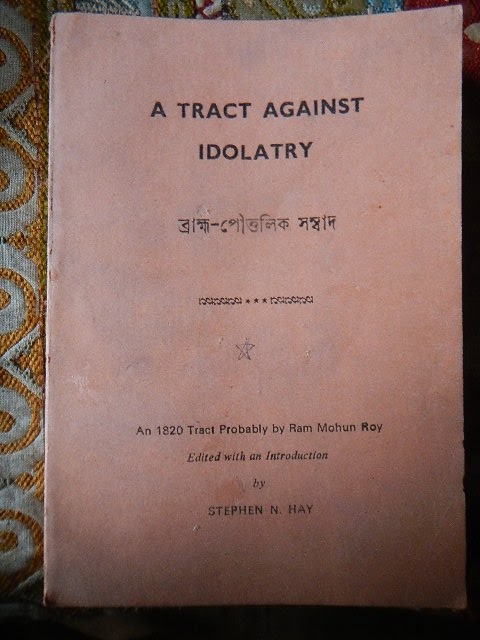 A TRACT AGAINST
IDOLATRY
ব্রাহ্ম-পৌত্তলিক সম্বাদ
An 1820 Tract Probably by Ram Mohun Roy
Edited with an Introduction
by
STEPHEN N. HAY